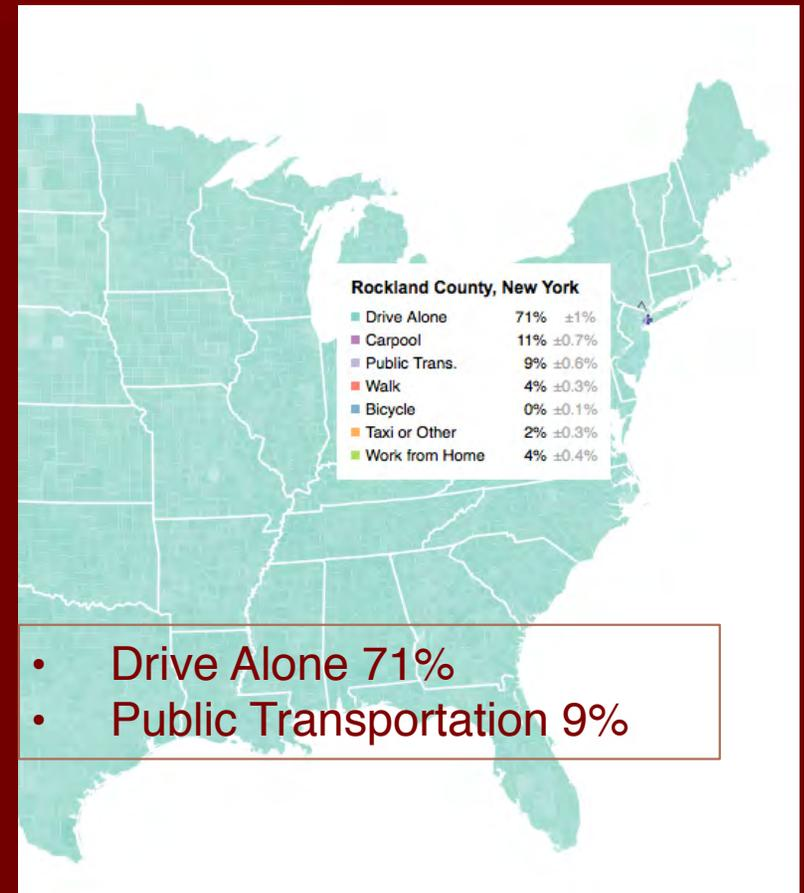 Rockland County, New York
Drive Alone 71% ±1%
Carpool 11% ±0.7%
Public Trans. 9% ±0.6%
Walk 4% ±0.3%
Bicycle 0% ±0.1%
Taxi or Other 2% ±0.3%
Work from Home 4% ±0.4%
• Drive Alone 71%
• Public Transportation 9%